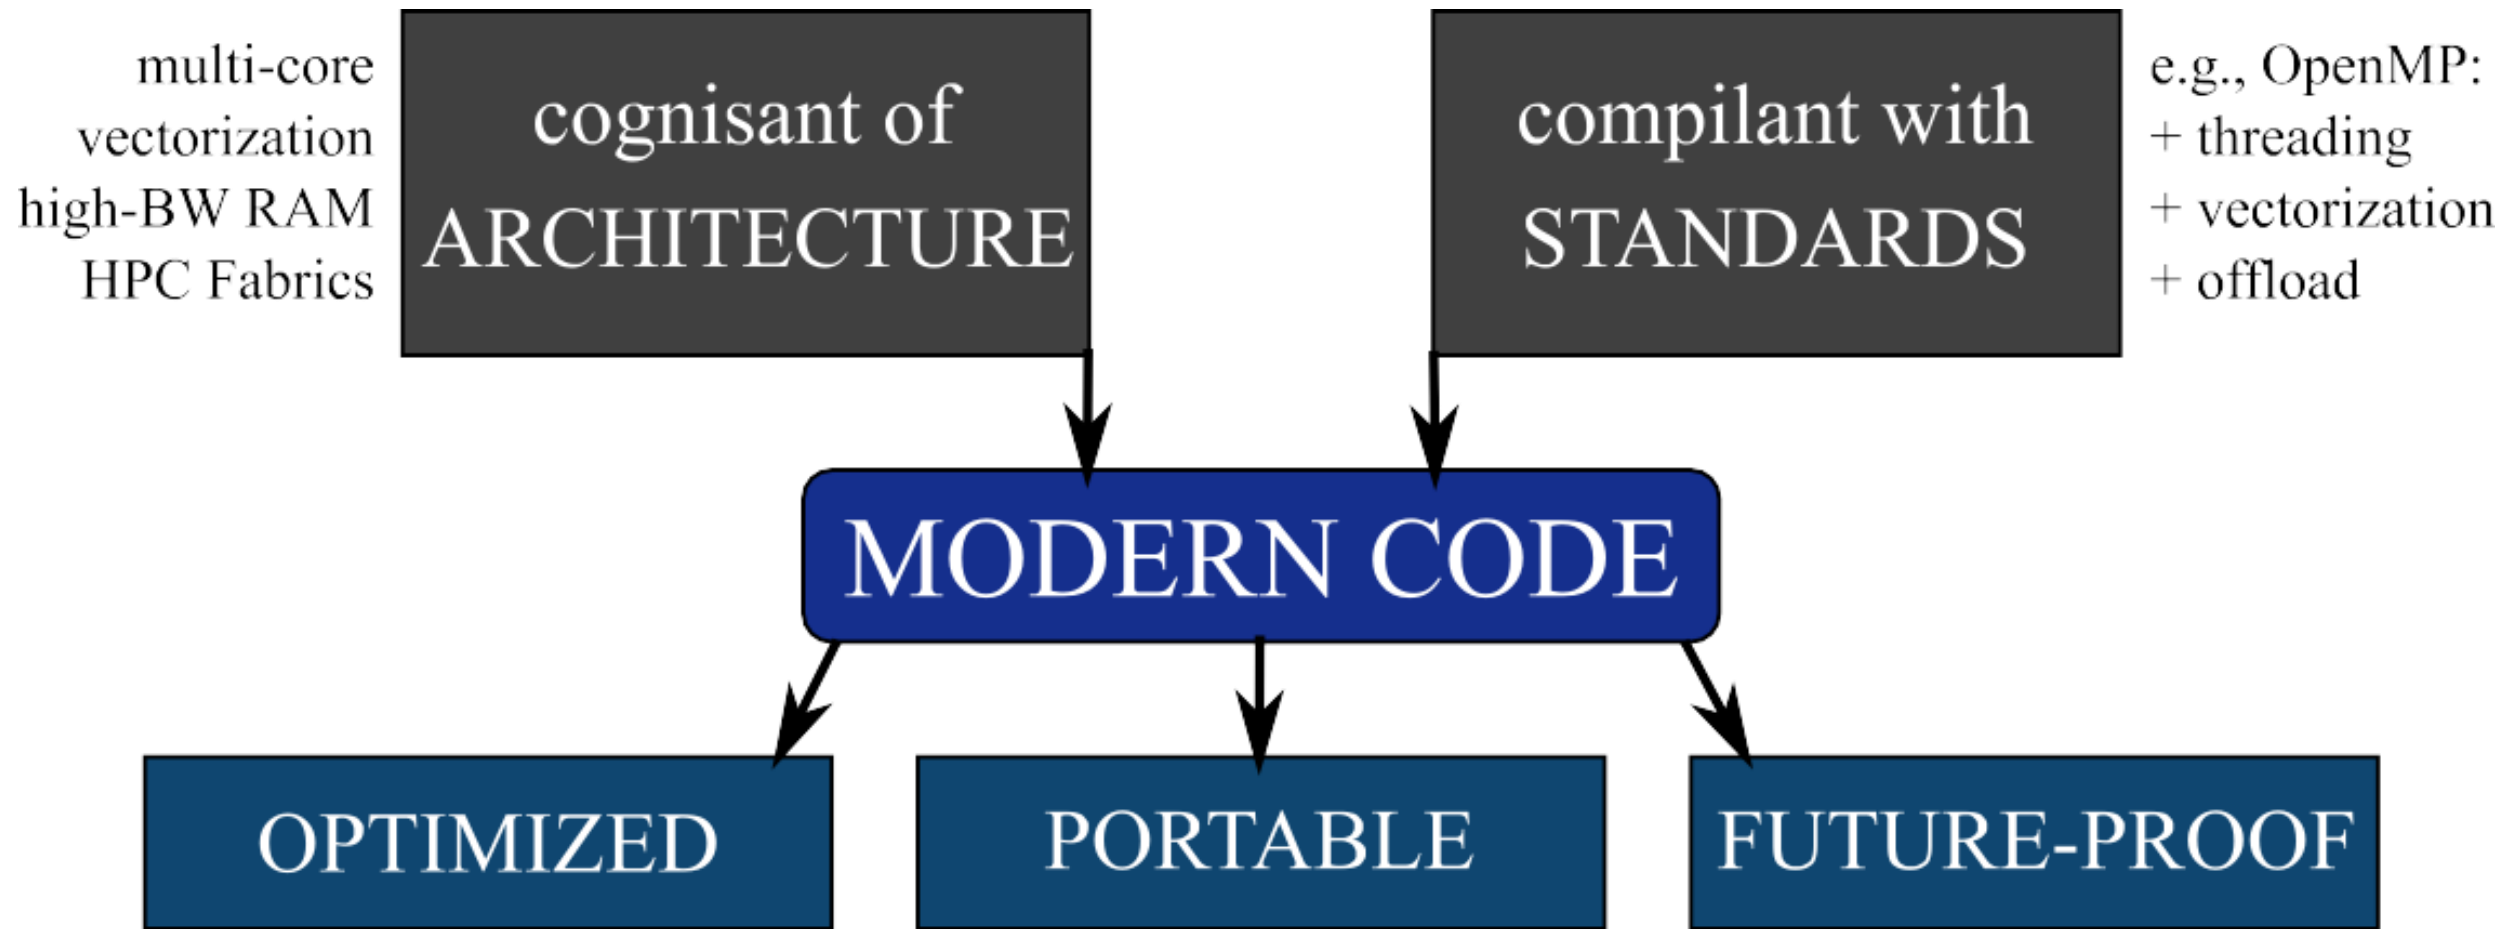 multi-core
vectorization
high-BW RAM
HPC Fabrics
cognisant of
ARCHITECTURE
compilant with
STANDARDS
e.g., OpenMP:
+ threading
+ vectorization
+ offload
MODERN CODE
OPTIMIZED
PORTABLE
FUTURE-PROOF